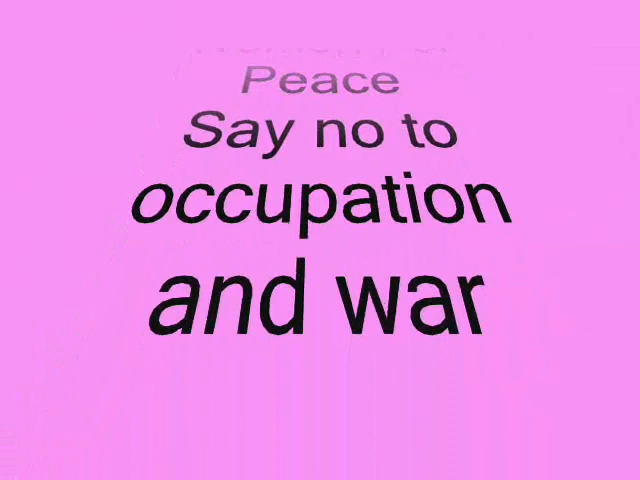 Peace
Say no to
occupation
and war